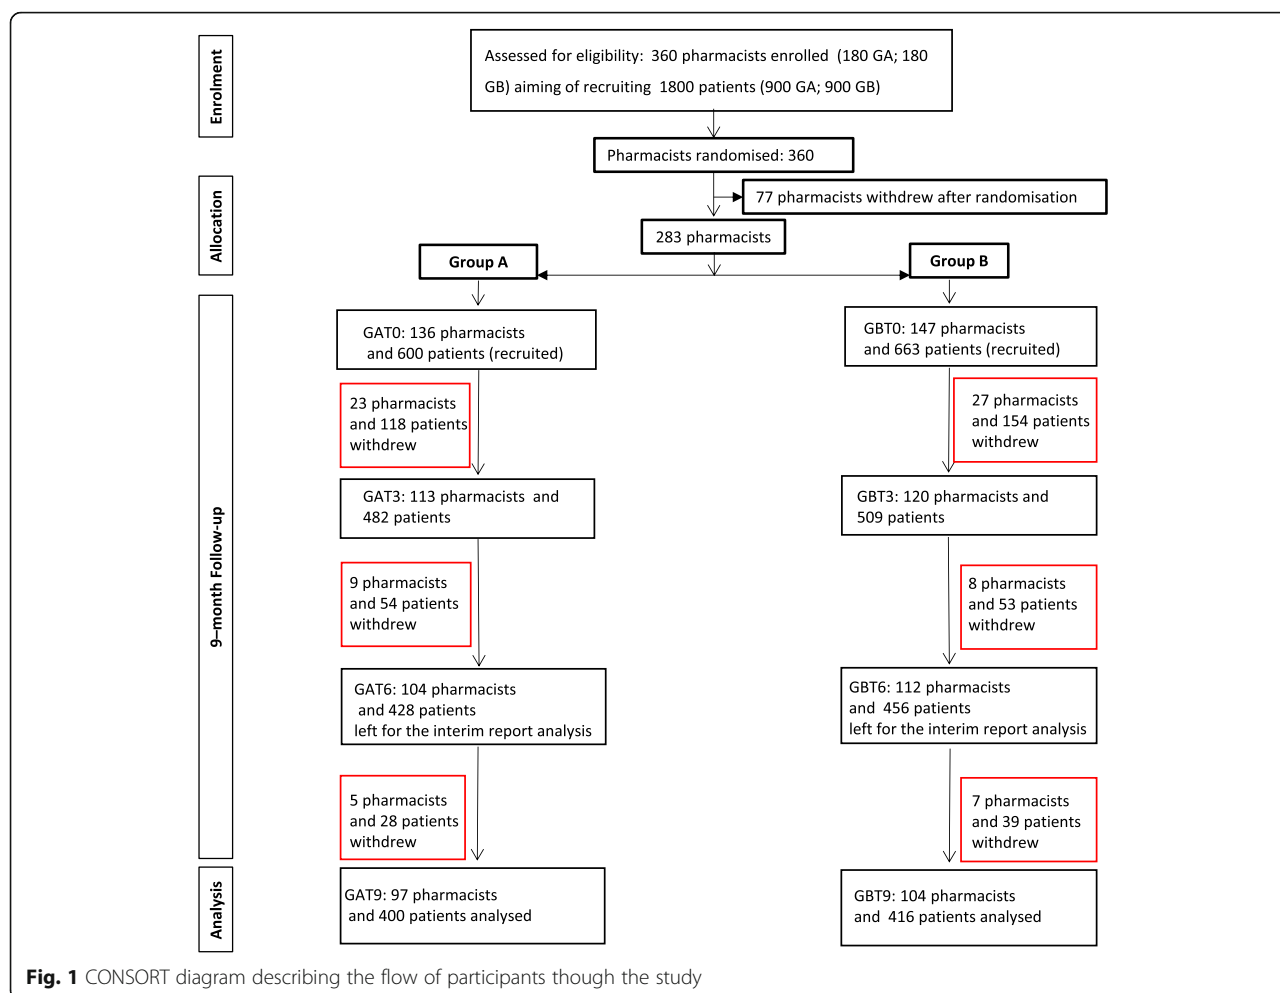 Enrolment
Assessed for eligibility: 360 pharmacists enrolled (180 GA; 180
GB) aiming of recruiting 1800 patients (900 GA; 900 GB)
Pharmacists randomised: 360
Allocation
77 pharmacists withdrew after randomisation
283 pharmacists
Group A
Group B
9-month Follow-up
GAT0: 136 pharmacists
and 600 patients (recruited)
GBT0: 147 pharmacists
and 663 patients (recruited)
23 pharmacists
and 118 patients
withdrew
27 pharmacists
and 154 patients
withdrew
GAT3: 113 pharmacists and
482 patients
GBT3: 120 pharmacists and
509 patients
9 pharmacists
and 54 patients
withdrew
8 pharmacists
and 53 patients
withdrew
GAT6: 104 pharmacists
and 428 patients
left for the interim report analysis
GBT6: 112 pharmacists
and 456 patients
left for the interim report analysis
5 pharmacists
and 28 patients
withdrew
7 pharmacists
and 39 patients
withdrew
Analysis
GAT9: 97 pharmacists
and 400 patients analysed
GBT9: 104 pharmacists
and 416 patients analysed
Fig. 1 CONSORT diagram describing the flow of participants though the study